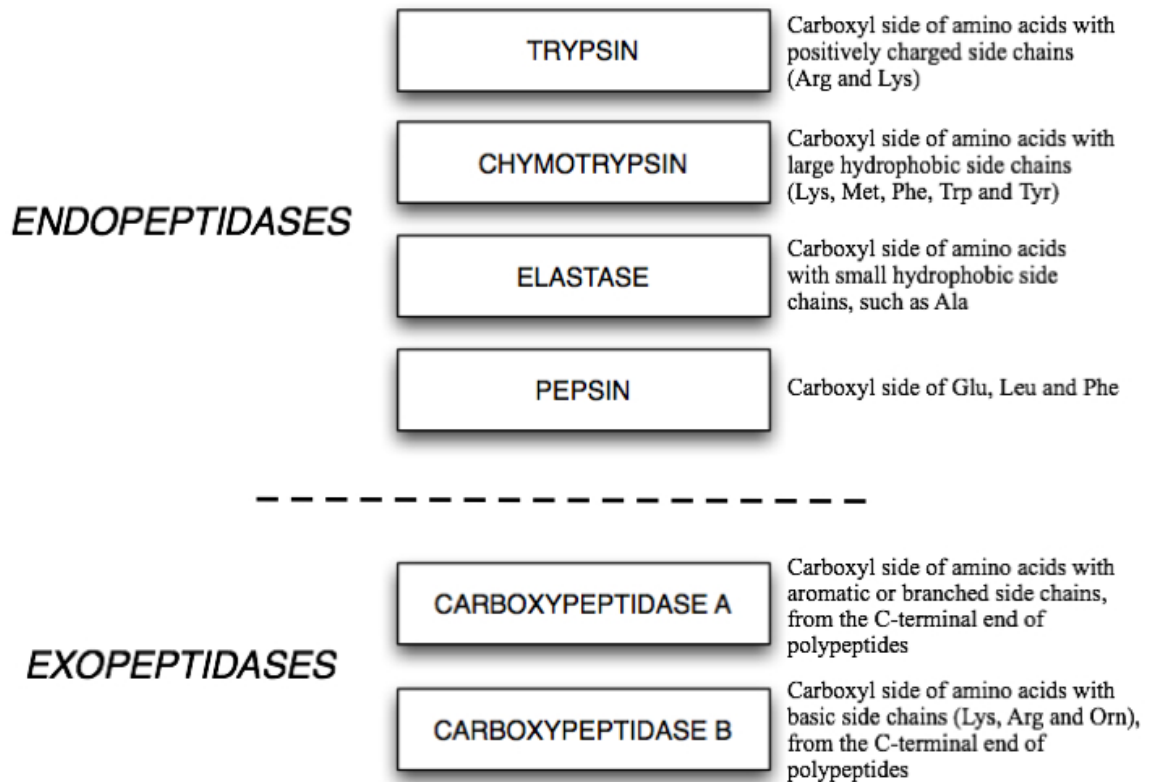 TRYPSIN
Carboxyl side of amino acids with
positively charged side chains
(Arg and Lys)
CHYMOTRYPSIN
Carboxyl side of amino acids with
large hydrophobic side chains
(Lys, Met, Phe, Trp and Tyr)
ENDOPEPTIDASES
ELASTASE
Carboxyl side of amino acids
with small hydrophobic side
chains, such as Ala
PEPSIN
Carboxyl side of Glu, Leu and Phe
CARBOXYPEPTIDASE A
Carboxyl side of amino acids with
aromatic or branched side chains,
from the C-terminal end of
polypeptides
EXOPEPTIDASES
CARBOXYPEPTIDASE B
Carboxyl side of amino acids with
basic side chains (Lys, Arg and Orn),
from the C-terminal end of
polypeptides